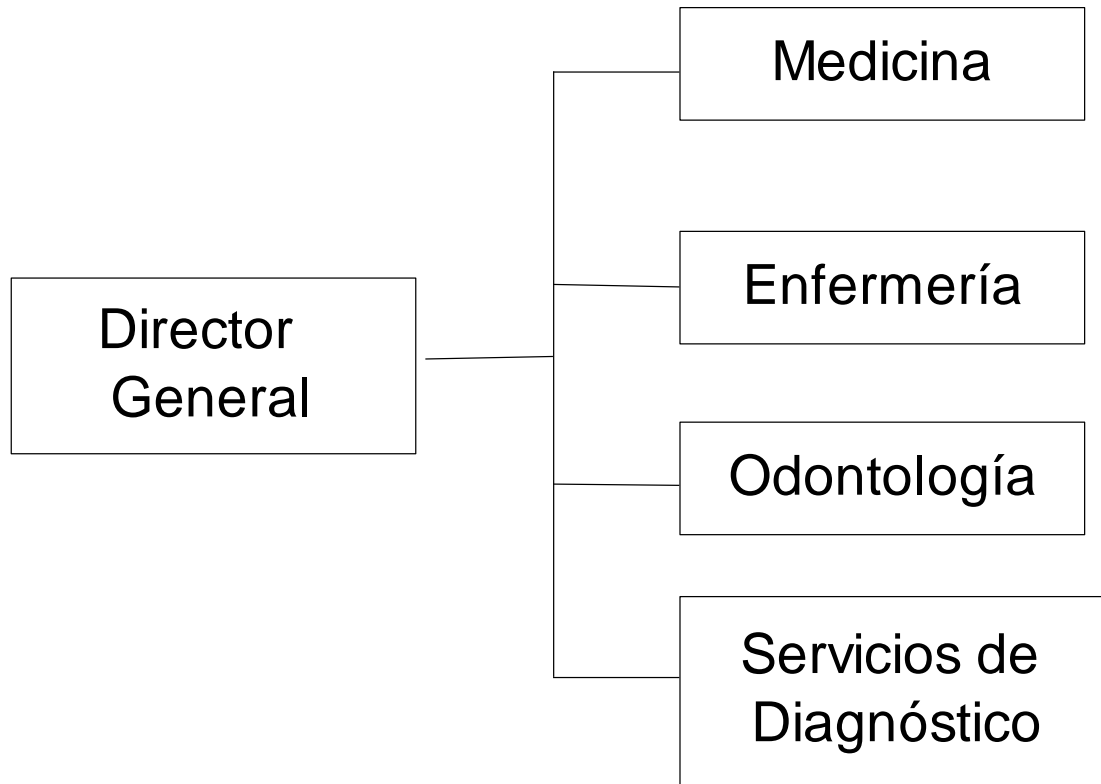 Director
General
Medicina
Enfermería
Odontología
Servicios de
Diagnóstico